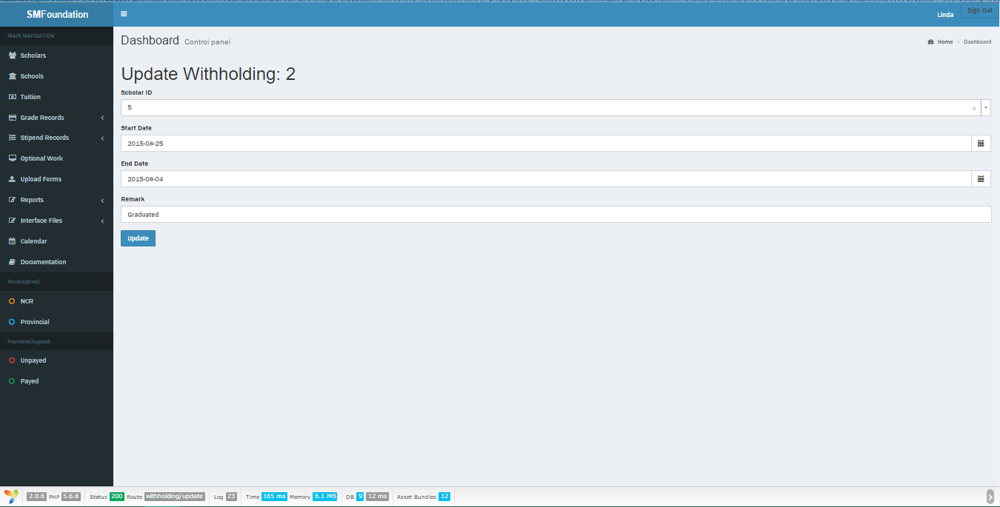 SMFoundation
Linda
Sign Out
MAIN NAVIGATION
Scholars
Schools
Tuition
Grade Records
Stipend Records
Optional Work
Upload Forms
Reports
Interface Files
Calendar
Documentation
Area(legend)
NCR
Provincial
Payment(legend)
Unpayed
Payed
Dashboard Control panel
Home > Dashboard
Update Withholding: 2
Scholar ID
5 x
Start Date
2015-08-25
End Date
2015-08-04
Remark
Graduated
Update
2.0.6 PHP 5.6.8 Status 200 Route withholding/update Log 23 Time 165 ms Memory 6.1 MB DB 9 12 ms Asset Bundles 12